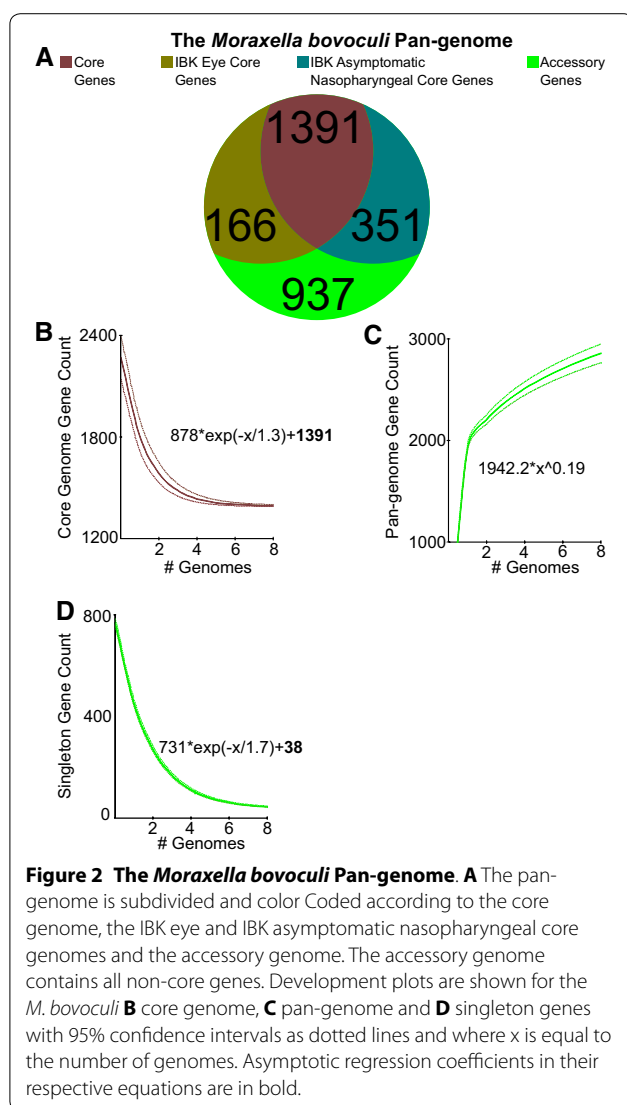 The Moraxella bovoculi Pan-genome
A
Core Genes
IBK Eye Core Genes
IBK Asymptomatic Nasopharyngeal Core Genes
Accessory Genes
1391
166
351
937
B
Core Genome Gene Count
2400
1800
1200
878*exp(-x/1.3)+1391
2 4 6 8
# Genomes
C
Pan-genome Gene Count
3000
2000
1000
1942.2*x^0.19
2 4 6 8
# Genomes
D
Singleton Gene Count
800
400
0
731*exp(-x/1.7)+38
2 4 6 8
# Genomes
Figure 2 The Moraxella bovoculi Pan-genome. A The pan-
genome is subdivided and color Coded according to the core
genome, the IBK eye and IBK asymptomatic nasopharyngeal core
genomes and the accessory genome. The accessory genome
contains all non-core genes. Development plots are shown for the
M. bovoculi B core genome, C pan-genome and D singleton genes
with 95% confidence intervals as dotted lines and where x is equal to
the number of genomes. Asymptotic regression coefficients in their
respective equations are in bold.